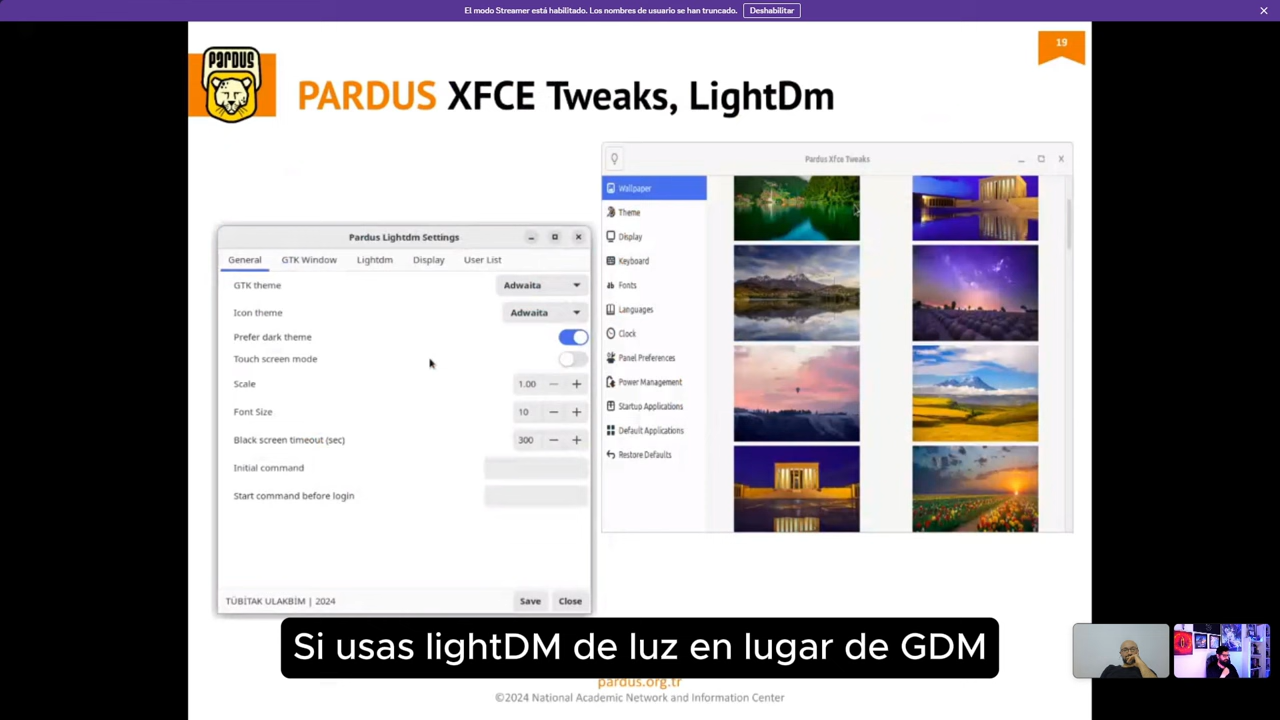 El modo Streamer está habilitado. Los nombres de usuario se han truncado.
Deshabilitar
PARDUS
19
PARDUS XFCE Tweaks, LightDm
Pardus Xfce Tweaks
Wallpaper
Theme
Display
Keyboard
Fonts
Languages
Clock
Panel Preferences
Power Management
Startup Applications
Default Applications
Restore Defaults
Pardus Lightdm Settings
General
GTK Window
Lightdm
Display
User List
GTK theme
Adwaita
Icon theme
Adwaita
Prefer dark theme
Touch screen mode
Scale
1.00
Font Size
10
Black screen timeout (sec)
300
Initial command
Start command before login
TÜBİTAK ULAKBİM | 2024
Save
Close
Si usas lightDM de luz en lugar de GDM
pardus.org.tr
©2024 National Academic Network and Information Center